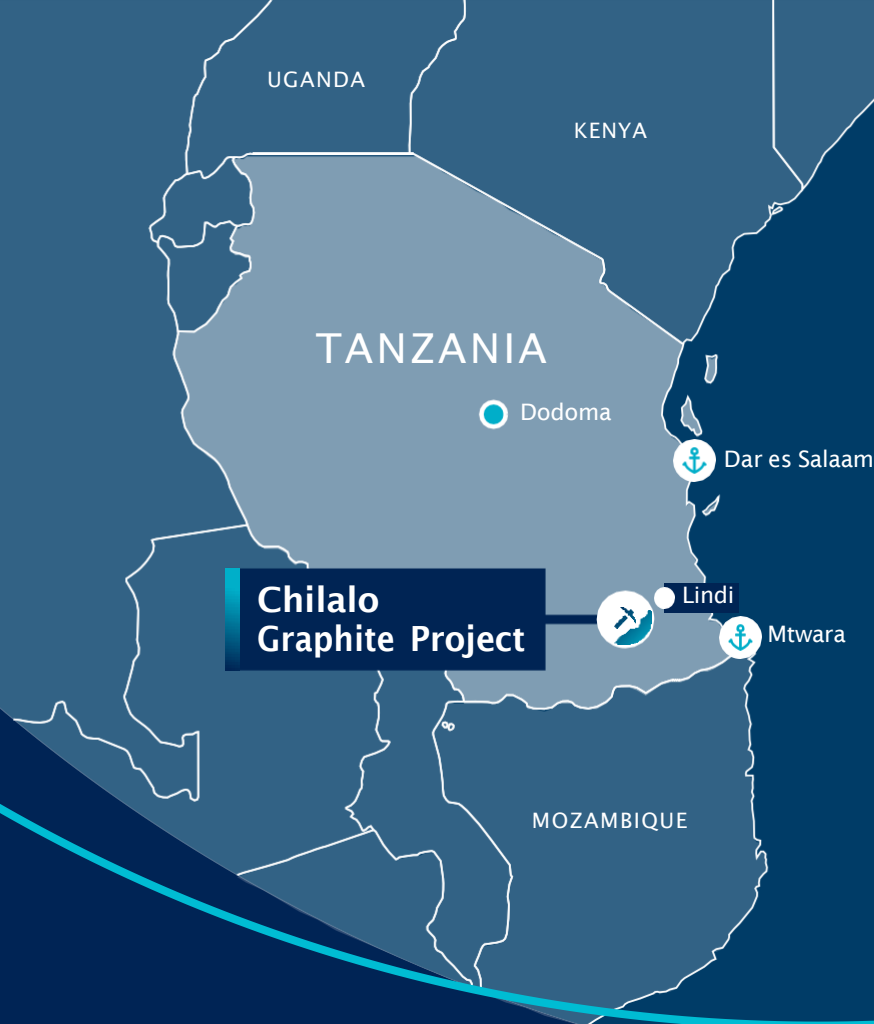 UGANDA
KENYA
TANZANIA
Dodoma
Dar es Salaam
Chilalo
Graphite Project
Lindi
Mtwara
MOZAMBIQUE